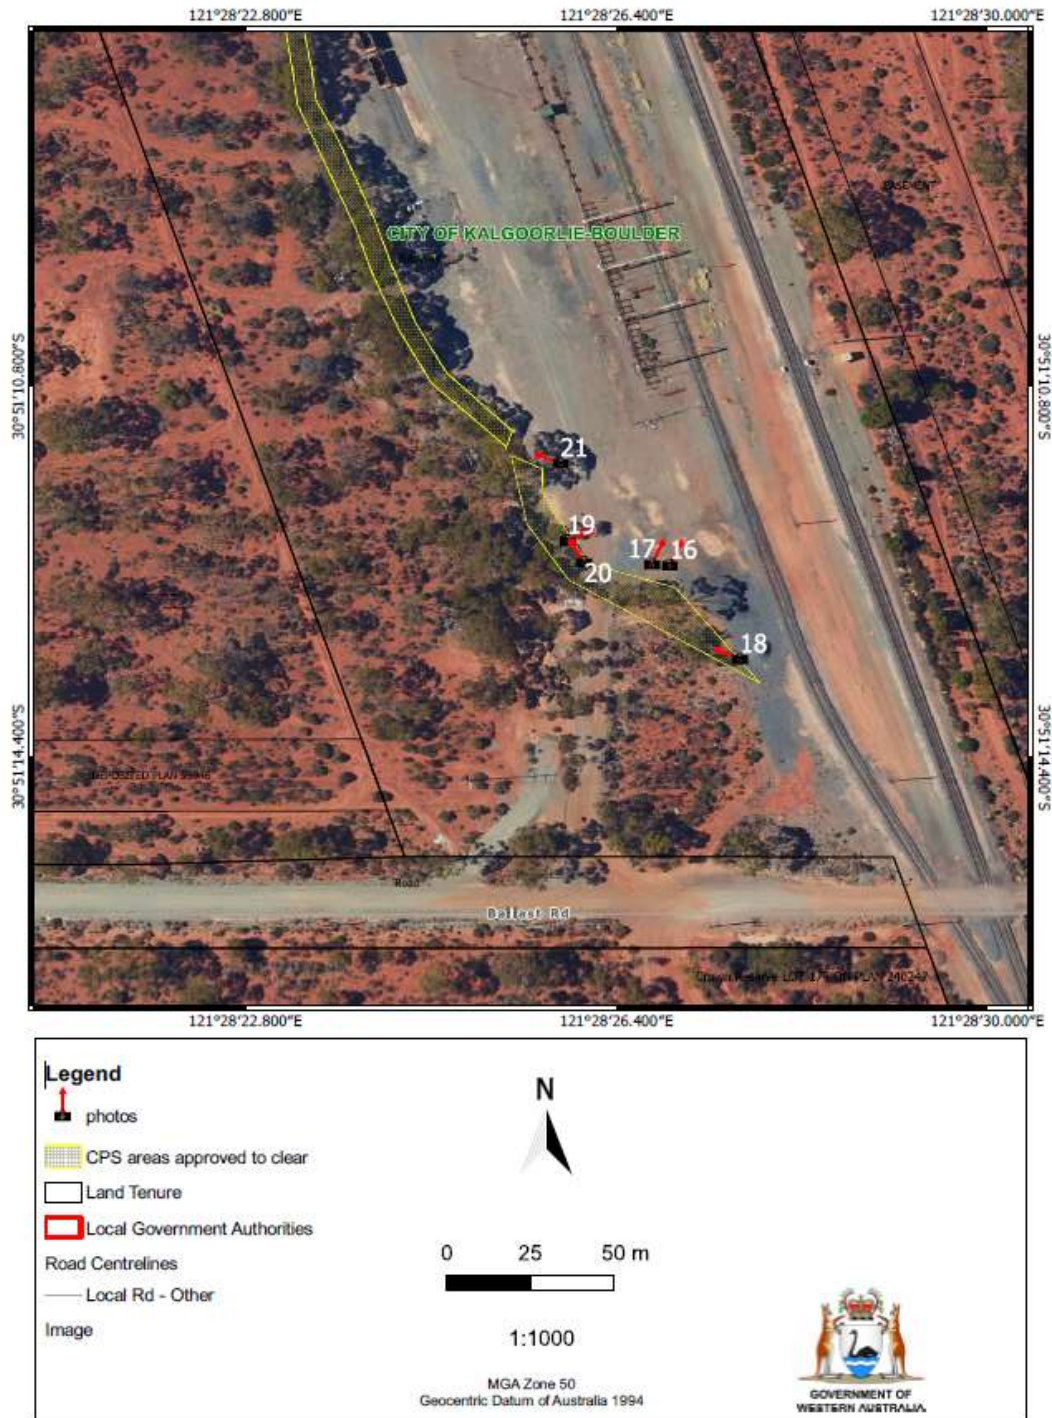 121°28'22.800"E 121°28'26.400"E 121°28'30.000"E
EASEMENT
CITY OF KALGOORLIE-BOULDER
30°51'10.800"S 30°51'10.800"S
21
19
17 16
20
18
30°51'14.400"S 30°51'14.400"S
Road
Ballast Rd
121°28'22.800"E 121°28'26.400"E 121°28'30.000"E
Legend
photos
CPS areas approved to clear
Land Tenure
Local Government Authorities
Road Centrelines
Local Rd - Other
Image
N
0 25 50 m
1:1000
MGA Zone 50
Geocentric Datum of Australia 1994
GOVERNMENT OF
WESTERN AUSTRALIA